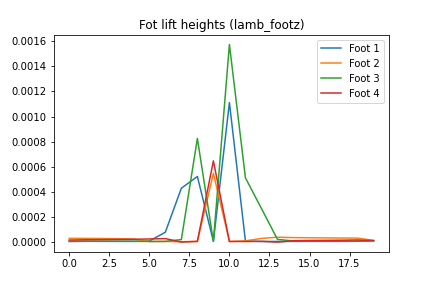 Fot lift heights (lamb_footz)
0.0016
0.0014
0.0012
0.0010
0.0008
0.0006
0.0004
0.0002
0.0000
Foot 1
Foot 2
Foot 3
Foot 4
0.0 2.5 5.0 7.5 10.0 12.5 15.0 17.5